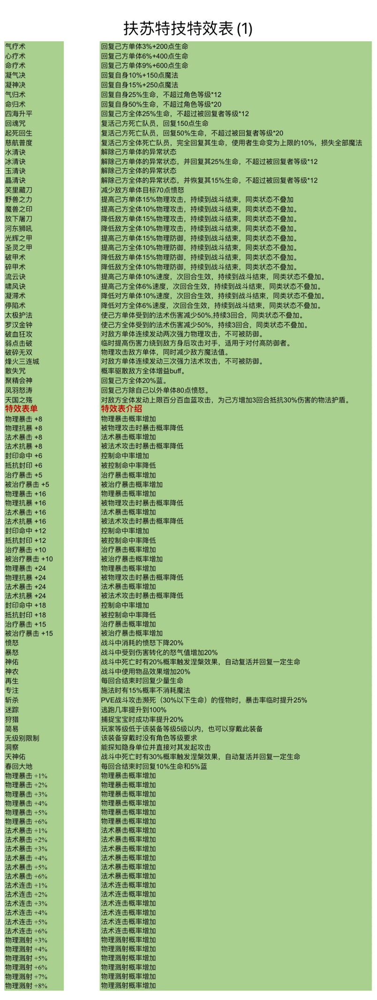 扶苏特技特效表 (1)
气疗术 回复己方单体3%+200点生命
心疗术 回复己方单体6%+400点生命
命疗术 回复己方单体9%+600点生命
凝气决 回复自身10%+150点魔法
凝神决 回复自身15%+250点魔法
气归术 回复自身25%生命，不超过角色等级*12
命归术 回复自身50%生命，不超过角色等级*20
四海升平 回复己方全体25%生命，不超过被回复者等级*12
回魂咒 复活己方死亡队员，回复150点生命
起死回生 复活己方死亡队员，回复50%生命，不超过被回复者等级*20
慈航普度 复活己方全体死亡队员，完全回复其生命，使用者生命变为上限的10%，损失全部魔法
水清诀 解除己方单体的异常状态
冰清诀 解除己方单体的异常状态，并回复其25%生命，不超过被回复者等级*12
玉清诀 解除己方全体的异常状态
晶清诀 解除己方全体的异常状态，并恢复其15%生命，不超过被回复者等级*12
笑里藏刀 减少敌方单体目标70点愤怒
野兽之力 提高己方单体15%物理攻击，持续到战斗结束，同类状态不叠加
魔兽之印 提高己方全体10%物理攻击，持续到战斗结束，同类状态不叠加。
放下屠刀 降低敌方单体15%物理攻击，持续到战斗结束，同类状态不叠加。
河东狮吼 降低敌方全体10%物理攻击，持续到战斗结束，同类状态不叠加。
光辉之甲 提高己方单体15%物理防御，持续到战斗结束，同类状态不叠加。
圣灵之甲 提高己方全体10%物理防御，持续到战斗结束，同类状态不叠加。
破甲术 降低敌方单体15%物理防御，持续到战斗结束，同类状态不叠加。
碎甲术 降低敌方全体10%物理防御，持续到战斗结束，同类状态不叠加。
流云诀 提高己方单体10%速度，次回合生效，持续到战斗结束，同类状态不叠加。
啸风诀 提高己方全体6%速度，次回合生效，持续到战斗结束，同类状态不叠加。
凝滞术 降低对方单体10%速度，次回合生效，持续到战斗结束，同类状态不叠加。
停陷术 降低对方全体6%速度，次回合生效，持续到战斗结束，同类状态不叠加。
太极护法 使己方单体受到的法术伤害减少50%,持续3回合，同类状态不叠加。
罗汉金钟 使己方全体受到的法术伤害减少50%，持续3回合，同类状态不叠加。
破血狂攻 对敌方单体连续发动两次强力物理攻击，不可被防御。
弱点击破 临时提高伤害力绕到敌方身后攻击对手，适用于对付高防御者。
破碎无双 物理攻击敌方单体，同时减少敌方魔法值。
烽火三连城 对敌方单体连续发动三次强力法术攻击，不可被防御。
散失咒 概率驱散敌方全体增益buff。
聚精会神 回复己方全体20%蓝。
凤羽怒涛 回复己方除自己以外单体80点愤怒。
天国之殇 对敌方全体发动上限百分百血蓝攻击，为己方增加3回合抵抗30%伤害的物法护盾。
特效表单 特效表介绍
物理暴击 +8 物理暴击概率增加
物理抗暴 +8 被物理攻击时暴击概率降低
法术暴击 +8 法术暴击概率增加
法术抗暴 +8 被法术攻击时暴击概率降低
封印命中 +6 控制命中率增加
抵抗封印 +6 被控制命中率降低
治疗暴击 +5 治疗暴击概率增加
被治疗暴击 +5 被治疗暴击概率增加
物理暴击 +16 物理暴击概率增加
物理抗暴 +16 被物理攻击时暴击概率降低
法术暴击 +16 法术暴击概率增加
法术抗暴 +16 被法术攻击时暴击概率降低
封印命中 +12 控制命中率增加
抵抗封印 +12 被控制命中率降低
治疗暴击 +10 治疗暴击概率增加
被治疗暴击 +10 被治疗暴击概率增加
物理暴击 +24 物理暴击概率增加
物理抗暴 +24 被物理攻击时暴击概率降低
法术暴击 +24 法术暴击概率增加
法术抗暴 +24 被法术攻击时暴击概率降低
封印命中 +18 控制命中率增加
抵抗封印 +18 被控制命中率降低
治疗暴击 +15 治疗暴击概率增加
被治疗暴击 +15 被治疗暴击概率增加
愤怒 战斗中消耗的愤怒下降20%
暴怒 战斗中受到伤害转化的怒气值增加20%
神佑 战斗中死亡时有20%概率触发涅槃效果，自动复活并回复一定生命
神农 战斗中使用物品效果增加20%
再生 每回合结束时回复少量生命
专注 施法时有15%概率不消耗魔法
斩杀 PVE战斗攻击濒死（30%以下生命）的怪物时，暴击率临时提升25%
迷踪 逃跑几率提升到100%
狩猎 捕捉宝宝时成功率提升20%
简易 玩家等级低于该装备等级5级以内，也可以穿戴此装备
无级别限制 该装备穿戴时没有角色等级要求
洞察 能探知隐身单位并直接对其发起攻击
天神佑 战斗中死亡时有30%概率触发涅槃效果，自动复活并回复一定生命
春回大地 每回合结束时回复10%生命和5%蓝
物理暴击 +1% 物理暴击概率增加
物理暴击 +2% 物理暴击概率增加
物理暴击 +3% 物理暴击概率增加
物理暴击 +4% 物理暴击概率增加
物理暴击 +5% 物理暴击概率增加
物理暴击 +6% 物理暴击概率增加
法术暴击 +1% 法术暴击概率增加
法术暴击 +2% 法术暴击概率增加
法术暴击 +3% 法术暴击概率增加
法术暴击 +4% 法术暴击概率增加
法术暴击 +5% 法术暴击概率增加
法术暴击 +6% 法术暴击概率增加
法术连击 +1% 法术连击概率增加
法术连击 +2% 法术连击概率增加
法术连击 +3% 法术连击概率增加
法术连击 +4% 法术连击概率增加
法术连击 +5% 法术连击概率增加
法术连击 +6% 法术连击概率增加
物理溅射 +3% 物理溅射概率增加
物理溅射 +4% 物理溅射概率增加
物理溅射 +5% 物理溅射概率增加
物理溅射 +6% 物理溅射概率增加
物理溅射 +7% 物理溅射概率增加
物理溅射 +8% 物理溅射概率增加